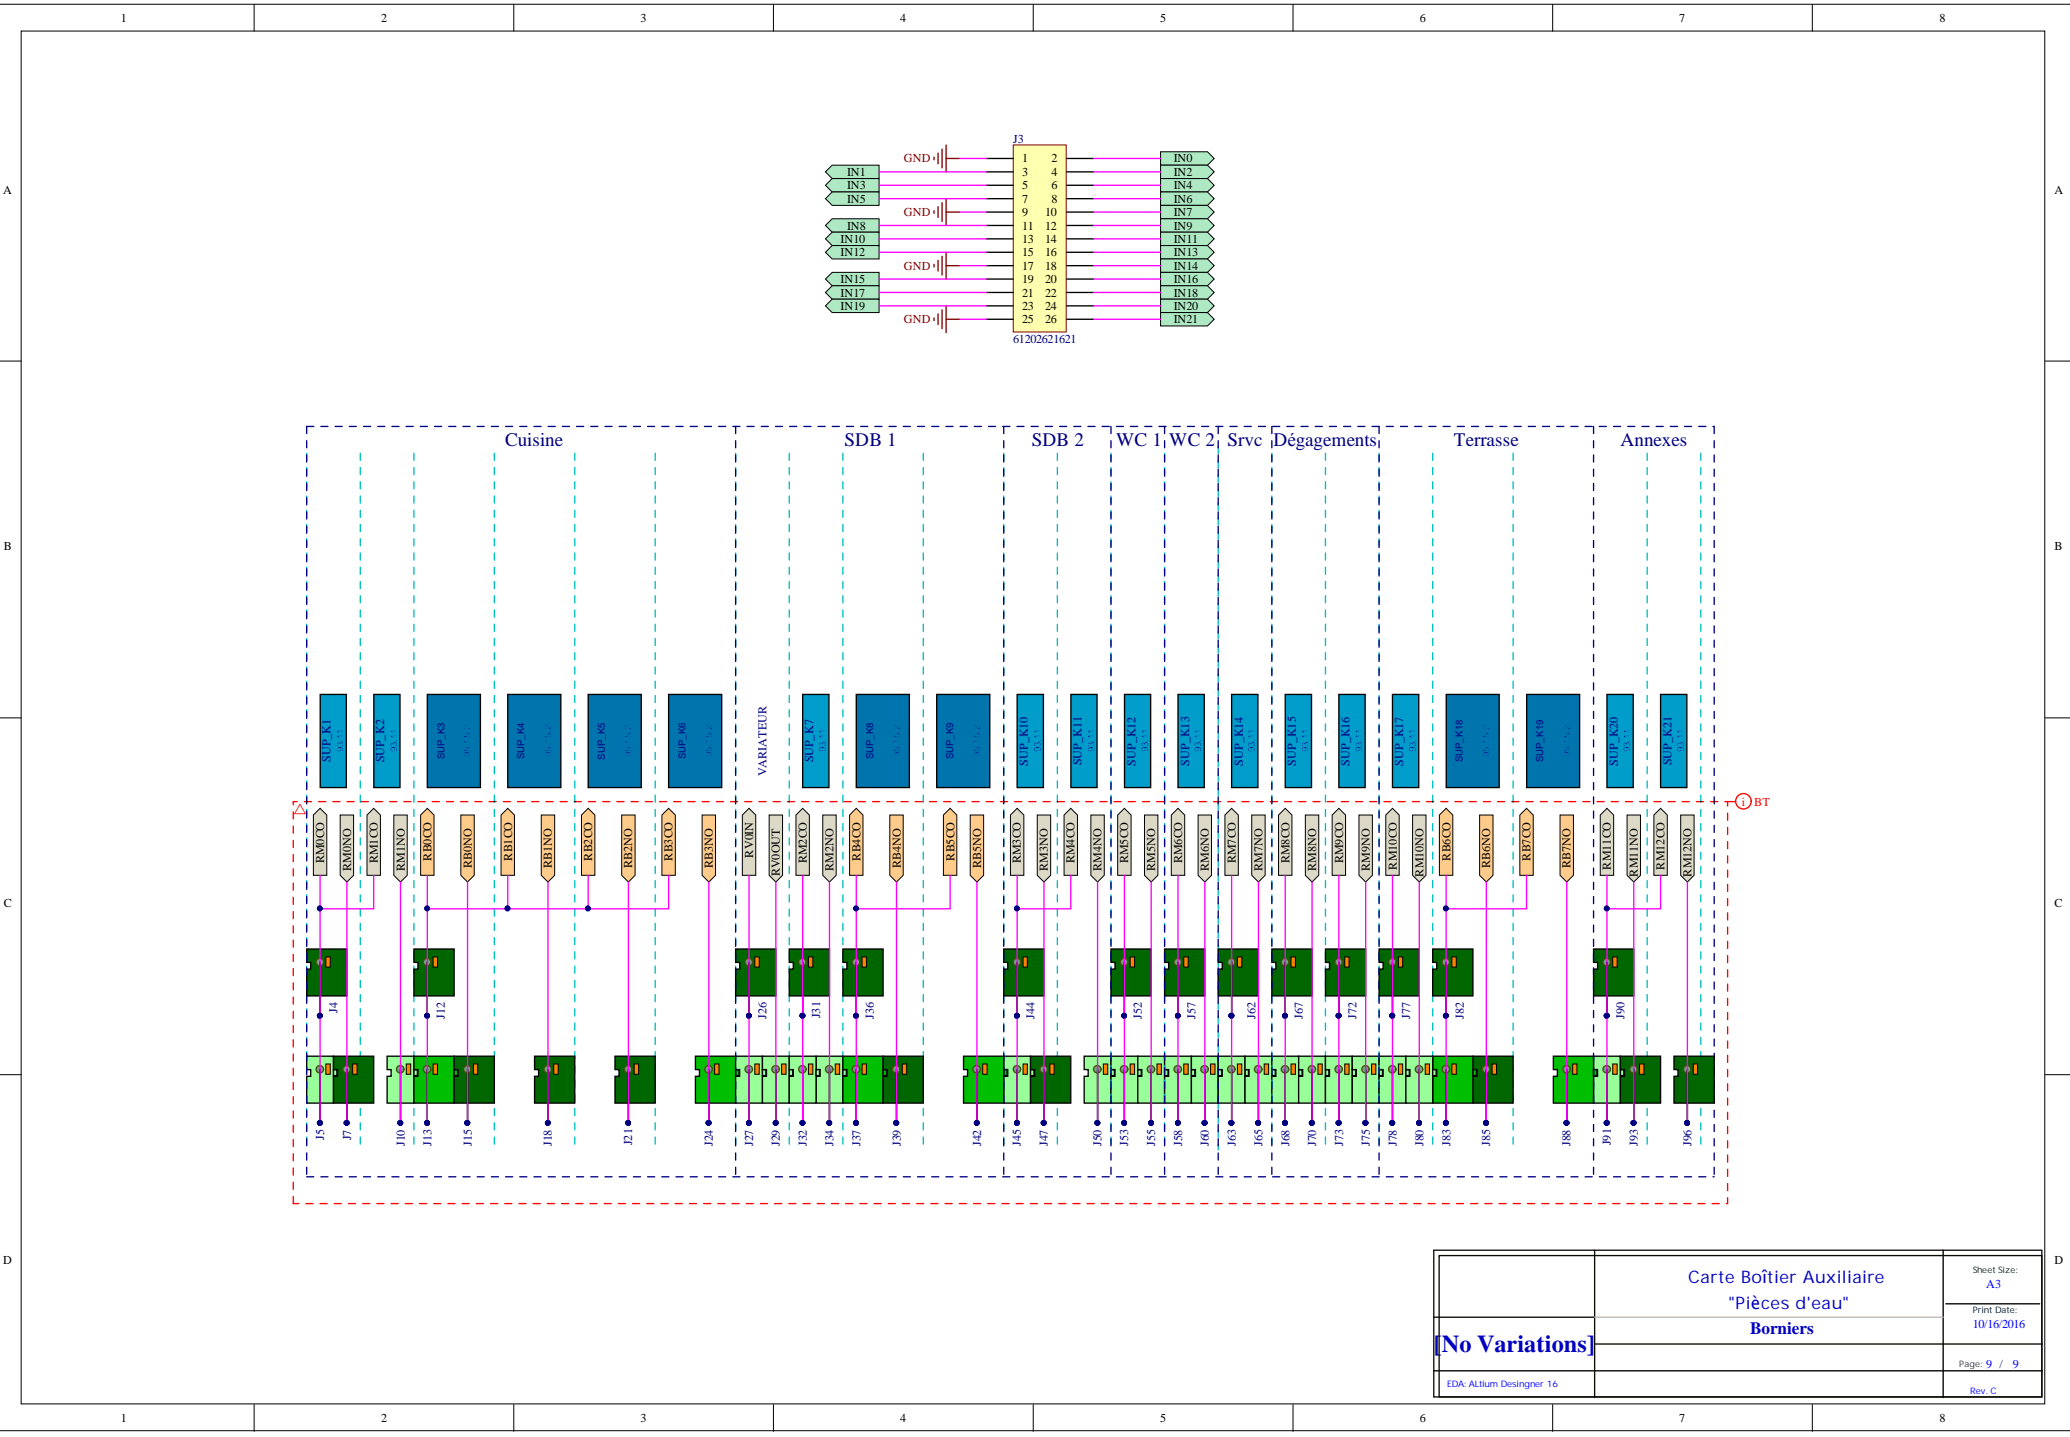 1 2 3 4 5 6 7 8
A A
J3
GND 1 2 IN0
IN1 3 4 IN2
IN3 5 6 IN4
IN5 7 8 IN6
GND 9 10 IN7
IN8 11 12 IN9
IN10 13 14 IN11
IN12 15 16 IN13
GND 17 18 IN14
IN15 19 20 IN16
IN17 21 22 IN18
IN19 23 24 IN20
GND 25 26 IN21
61202621621
Cuisine SDB 1 SDB 2 WC 1 WC 2 Srvc Dégagements Terrasse Annexes
B B
SUP_K1 SUP_K2 SUP_K3 SUP_K4 SUP_K5 SUP_K6 VARIATEUR SUP_K7 SUP_K8 SUP_K9 SUP_K10 SUP_K11 SUP_K12 SUP_K13 SUP_K14 SUP_K15 SUP_K16 SUP_K17 SUP_K18 SUP_K19 SUP_K20 SUP_K21
i BT
RM0CO RM0NO RM1CO RM1NO RB0CO RB0NO RB1CO RB1NO RB2CO RB2NO RB3CO RB3NO RV0IN RV0OUT RM2CO RM2NO RB4CO RB4NO RB5CO RB5NO RM3CO RM3NO RM4CO RM4NO RM5CO RM5NO RM6CO RM6NO RM7CO RM7NO RM8CO RM8NO RM9CO RM9NO RM10CO RM10NO RB6CO RB6NO RB7CO RB7NO RM11CO RM11NO RM12CO RM12NO
C C
J4 J12 J26 J31 J36 J44 J52 J57 J62 J67 J72 J77 J82 J90
J5 J7 J10 J13 J15 J18 J21 J24 J27 J29 J32 J34 J37 J39 J42 J45 J47 J50 J53 J55 J58 J60 J63 J65 J68 J70 J73 J75 J78 J80 J83 J85 J88 J91 J93 J96
D D
Carte Boîtier Auxiliaire
"Pièces d'eau"
Borniers
[No Variations]
EDA: ALtium Desingner 16
Sheet Size:
A3
Print Date:
10/16/2016
Page: 9 / 9
Rev. C
1 2 3 4 5 6 7 8